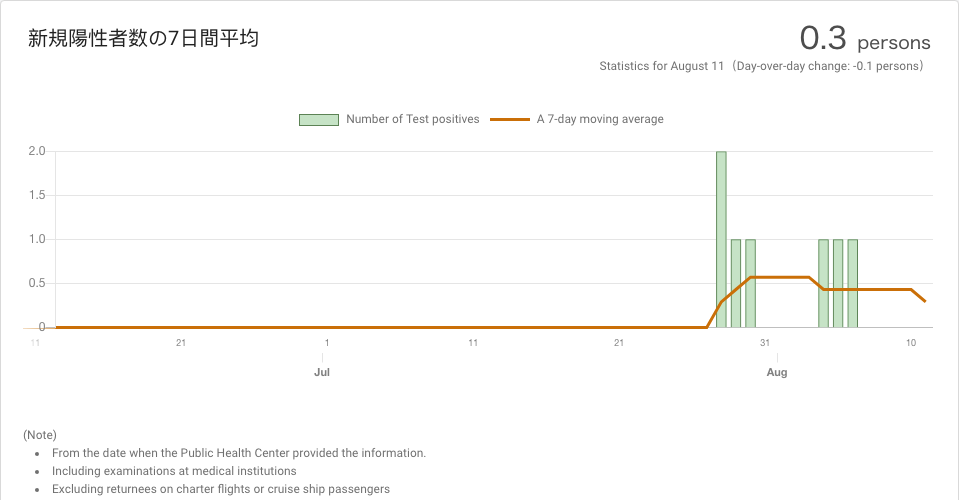 新規陽性者数の7日間平均
0.3 persons
Statistics for August 11（Day-over-day change: -0.1 persons）
Number of Test positives
A 7-day moving average
2.0
1.5
1.0
0.5
0
11 21 1 11 21 31 10
Jul Aug
(Note)
• From the date when the Public Health Center provided the information.
• Including examinations at medical institutions
• Excluding returnees on charter flights or cruise ship passengers